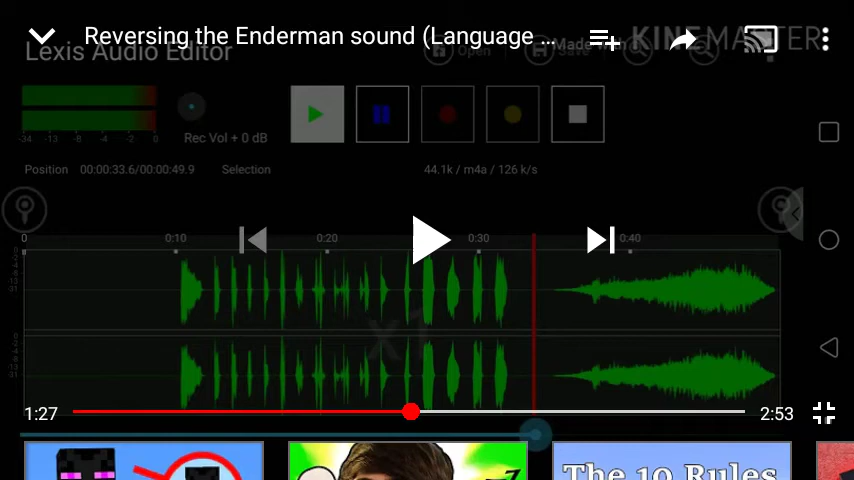 Reversing the Enderman sound (Language ...
Lexis Audio Editor
Open
Save
Made with
KINEMASTER
-34 -13 -8 -4 -2 0
Rec Vol + 0 dB
Position 00:00:33.6/00:00:49.9 Selection 44.1k / m4a / 126 k/s
0 0:10 0:20 0:30 0:40
x1
1:27
2:53
The 10 Rules